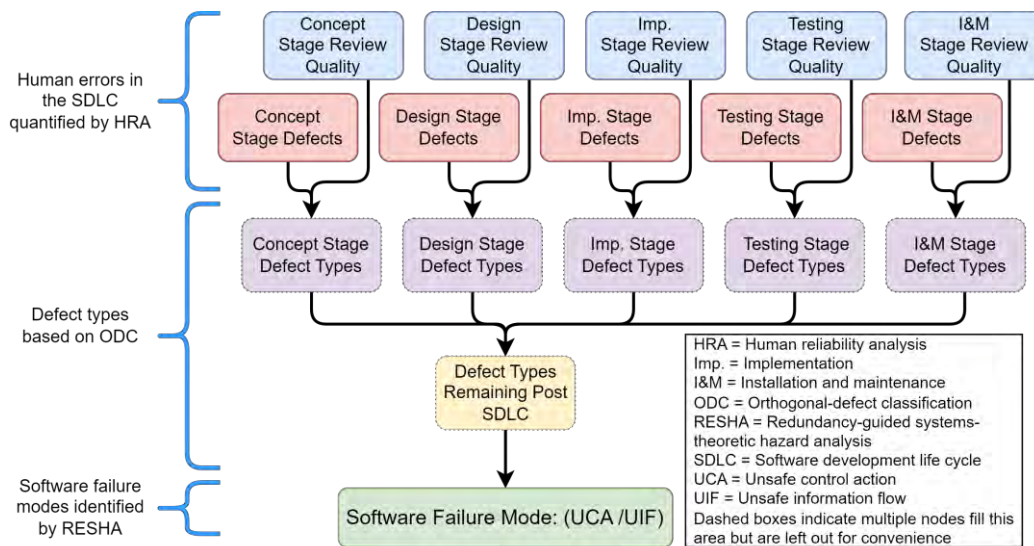 Human errors in
the SDLC
quantified by HRA
Concept
Stage Review
Quality
Design
Stage Review
Quality
Imp.
Stage Review
Quality
Testing
Stage Review
Quality
I&M
Stage Review
Quality
Concept
Stage Defects
Design Stage
Defects
Imp. Stage
Defects
Testing Stage
Defects
I&M Stage
Defects
Defect types
based on ODC
Concept Stage
Defect Types
Design Stage
Defect Types
Imp. Stage
Defect Types
Testing Stage
Defect Types
I&M Stage
Defect Types
Defect Types
Remaining Post
SDLC
Software failure
modes identified
by RESHA
Software Failure Mode: (UCA /UIF)
HRA = Human reliability analysis
Imp. = Implementation
I&M = Installation and maintenance
ODC = Orthogonal-defect classification
RESHA = Redundancy-guided systems-
theoretic hazard analysis
SDLC = Software development life cycle
UCA = Unsafe control action
UIF = Unsafe information flow
Dashed boxes indicate multiple nodes fill this
area but are left out for convenience